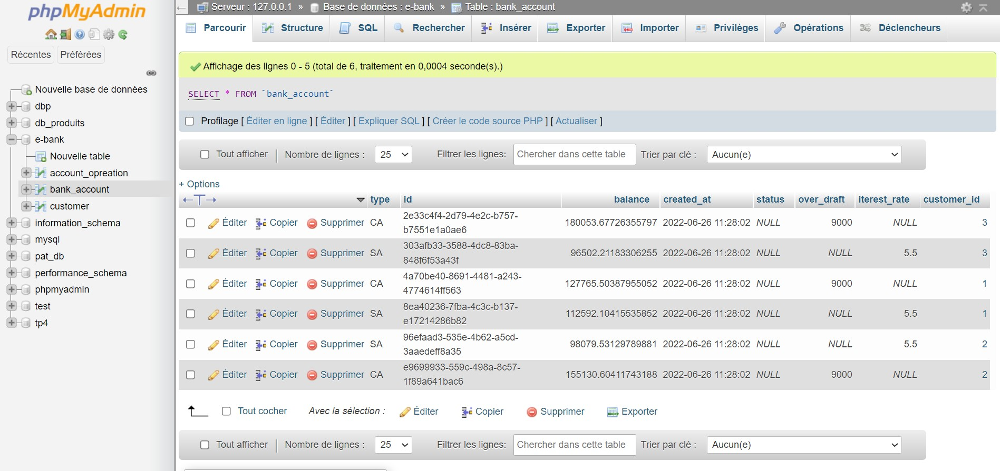 phpMyAdmin
Récentes Préférées
Nouvelle base de données
dbp
db_produits
e-bank
Nouvelle table
account_opreation
bank_account
customer
information_schema
mysql
pat_db
performance_schema
phpmyadmin
test
tp4
Serveur : 127.0.0.1 » Base de données : e-bank » Table : bank_account
Parcourir Structure SQL Rechercher Insérer Exporter Importer Privilèges Opérations Déclencheurs
Affichage des lignes 0 - 5 (total de 6, traitement en 0,0004 seconde(s).)
SELECT * FROM `bank_account`
Profilage [ Éditer en ligne ] [ Éditer ] [ Expliquer SQL ] [ Créer le code source PHP ] [ Actualiser ]
Tout afficher Nombre de lignes : 25 Filtrer les lignes: Chercher dans cette table Trier par clé : Aucun(e)
+ Options
←T→ type id balance created_at status over_draft iterest_rate customer_id
Éditer Copier Supprimer CA 2e33c4f4-2d79-4e2c-b757-
b7551e1a0ae6 180053.67726355797 2022-06-26 11:28:02 NULL 9000 NULL 3
Éditer Copier Supprimer SA 303afb33-3588-4dc8-83ba-
848f6f53a43f 96502.21183306255 2022-06-26 11:28:02 NULL NULL 5.5 3
Éditer Copier Supprimer CA 4a70be40-8691-4481-a243-
4774614ff563 127765.50387955052 2022-06-26 11:28:02 NULL 9000 NULL 1
Éditer Copier Supprimer SA 8ea40236-7fba-4c3c-b137-
e17214286b82 112592.10415535852 2022-06-26 11:28:02 NULL NULL 5.5 1
Éditer Copier Supprimer SA 96efaad3-535e-4b62-a5cd-
3aaedeff8a35 98079.53129789881 2022-06-26 11:28:02 NULL NULL 5.5 2
Éditer Copier Supprimer CA e9699933-559c-498a-8c57-
1f89a641bac6 155130.60411743188 2022-06-26 11:28:02 NULL 9000 NULL 2
Tout cocher Avec la sélection : Éditer Copier Supprimer Exporter
Tout afficher Nombre de lignes : 25 Filtrer les lignes: Chercher dans cette table Trier par clé : Aucun(e)